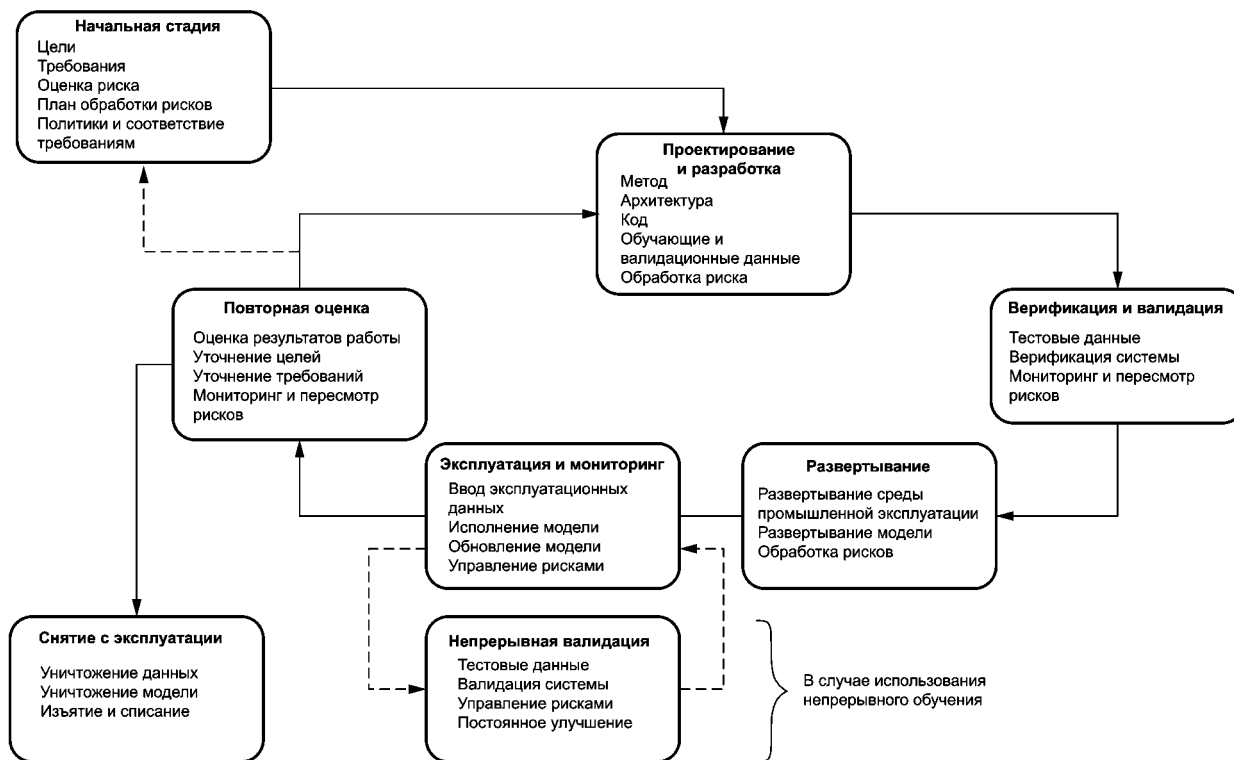 Начальная стадия
Цели
Требования
Оценка риска
План обработки рисков
Политики и соответствие
требованиям
Проектирование
и разработка
Метод
Архитектура
Код
Обучающие и
валидационные данные
Обработка риска
Повторная оценка
Оценка результатов работы
Уточнение целей
Уточнение требований
Мониторинг и пересмотр
рисков
Верификация и валидация
Тестовые данные
Верификация системы
Мониторинг и пересмотр
рисков
Эксплуатация и мониторинг
Ввод эксплуатационных
данных
Исполнение модели
Обновление модели
Управление рисками
Развертывание
Развертывание среды
промышленной эксплуатации
Развертывание модели
Обработка рисков
Снятие с эксплуатации
Уничтожение данных
Уничтожение модели
Изъятие и списание
Непрерывная валидация
Тестовые данные
Валидация системы
Управление рисками
Постоянное улучшение
В случае использования
непрерывного обучения